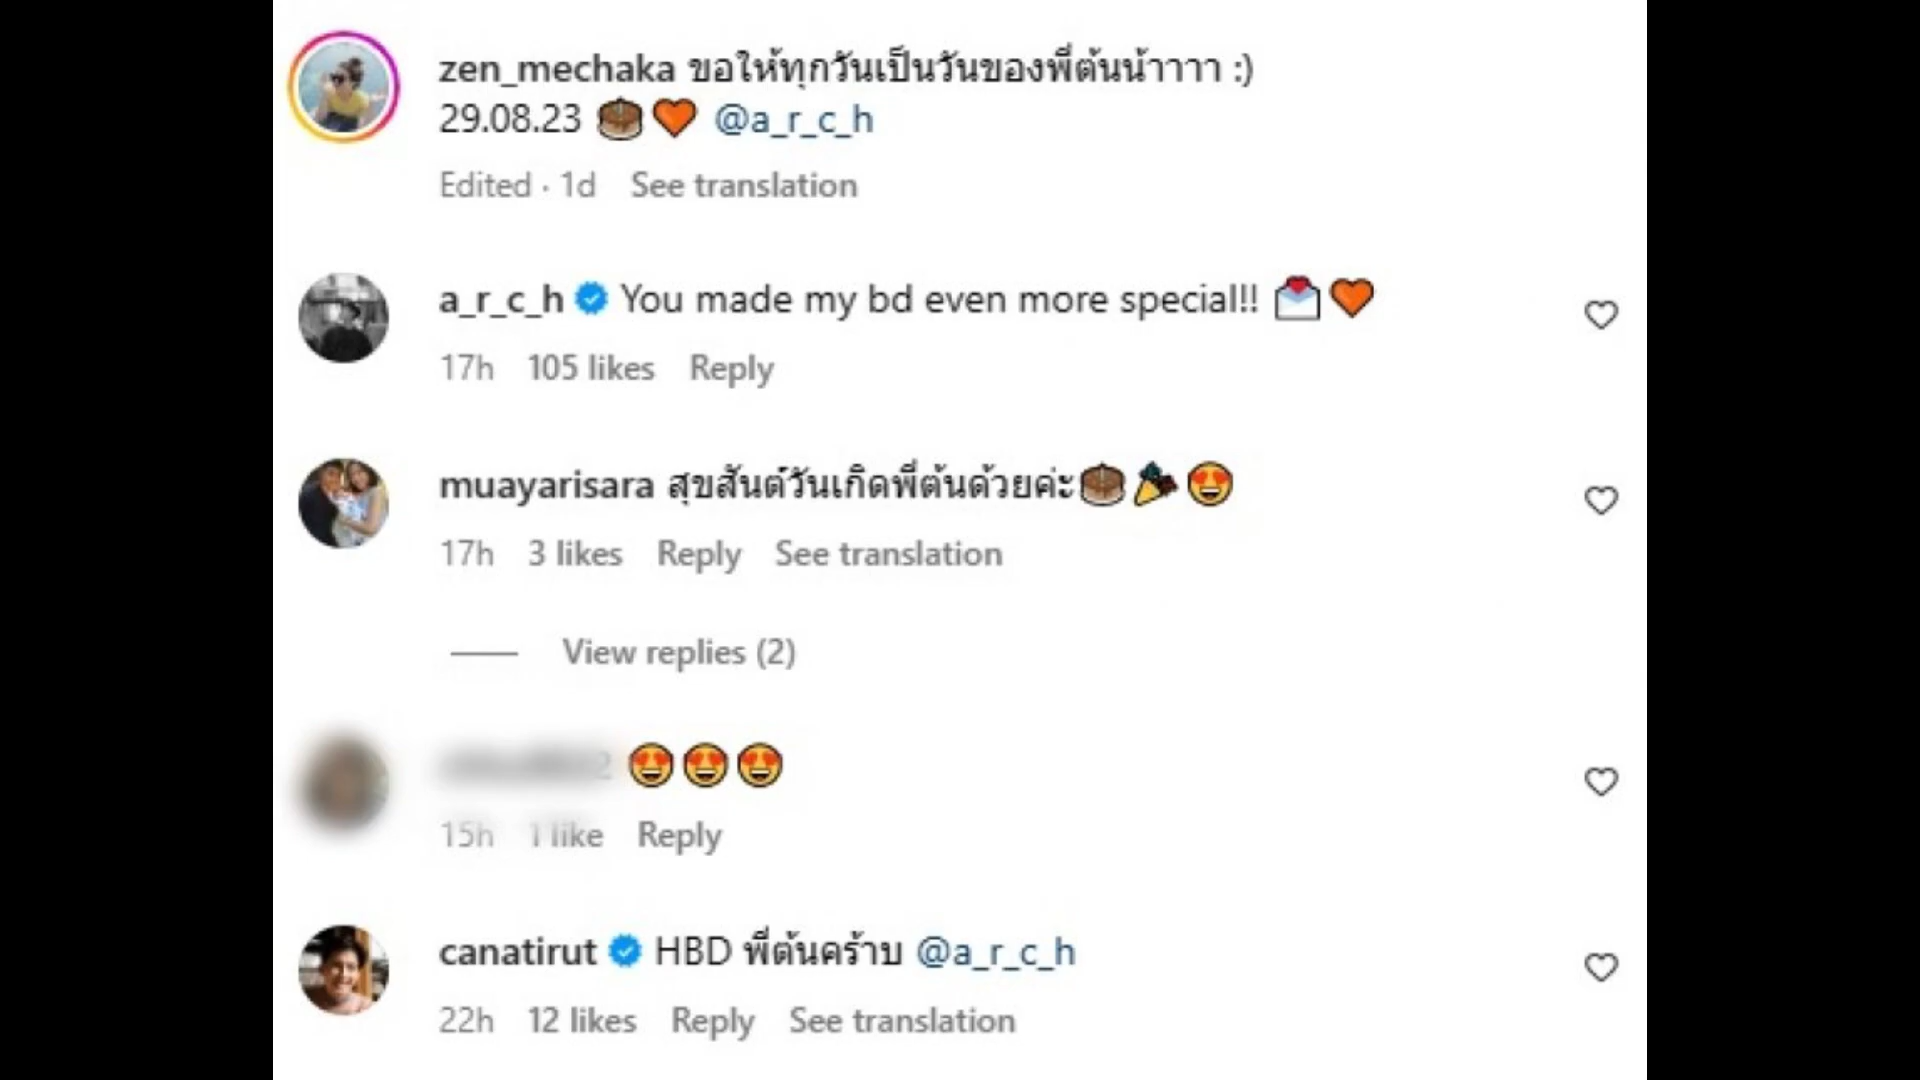 zen_mechaka ขอให้ทุกวันเป็นวันของพี่ต้นน้าาาา :)
29.08.23 🎂🧡 @a_r_c_h
Edited · 1d See translation
a_r_c_h You made my bd even more special!! 💌🧡
17h 105 likes Reply
muayarisara สุขสันต์วันเกิดพี่ต้นด้วยค่ะ🎂🎉😍
17h 3 likes Reply See translation
View replies (2)
😍😍😍
15h 1 like Reply
canatirut HBD พี่ต้นคร้าบ @a_r_c_h
22h 12 likes Reply See translation